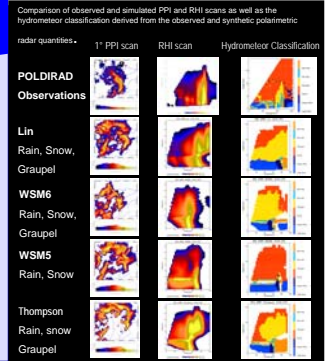 Comparison of observed and simulated PPI and RHI scans as well as the
hydrometeor classification derived from the observed and synthetic polarimetric
radar quantities.
1° PPI scan RHI scan Hydrometeor Classification
POLDIRAD
Observations
Lin
Rain, Snow,
Graupel
WSM6
Rain, Snow,
Graupel
WSM5
Rain, Snow
Thompson
Rain, snow
Graupel